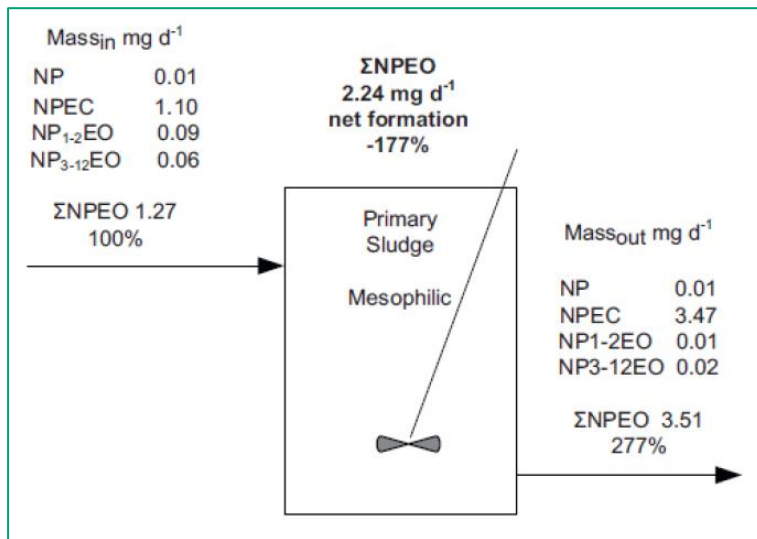 Massin mg d-1
NP 0.01
NPEC 1.10
NP1-2EO 0.09
NP3-12EO 0.06
ΣNPEO 1.27
100%
ΣNPEO
2.24 mg d-1
net formation
-177%
Primary
Sludge
Mesophilic
Massout mg d-1
NP 0.01
NPEC 3.47
NP1-2EO 0.01
NP3-12EO 0.02
ΣNPEO 3.51
277%